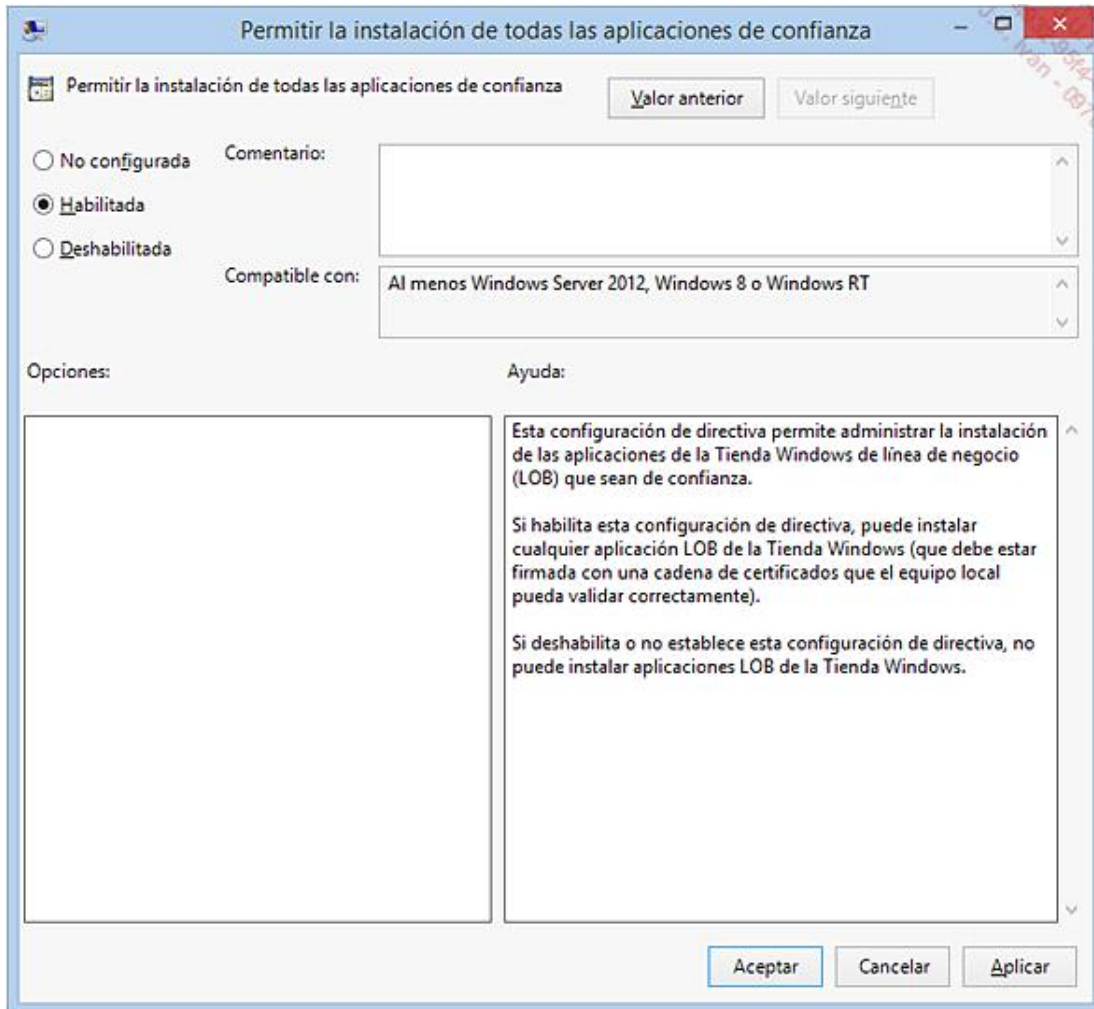 Permitir la instalación de todas las aplicaciones de confianza
Permitir la instalación de todas las aplicaciones de confianza
Valor anterior
Valor siguiente
No configurada
Comentario:
Habilitada
Deshabilitada
Compatible con:
Al menos Windows Server 2012, Windows 8 o Windows RT
Opciones:
Ayuda:
Esta configuración de directiva permite administrar la instalación
de las aplicaciones de la Tienda Windows de línea de negocio
(LOB) que sean de confianza.
Si habilita esta configuración de directiva, puede instalar
cualquier aplicación LOB de la Tienda Windows (que debe estar
firmada con una cadena de certificados que el equipo local
pueda validar correctamente).
Si deshabilita o no establece esta configuración de directiva, no
puede instalar aplicaciones LOB de la Tienda Windows.
Aceptar
Cancelar
Aplicar